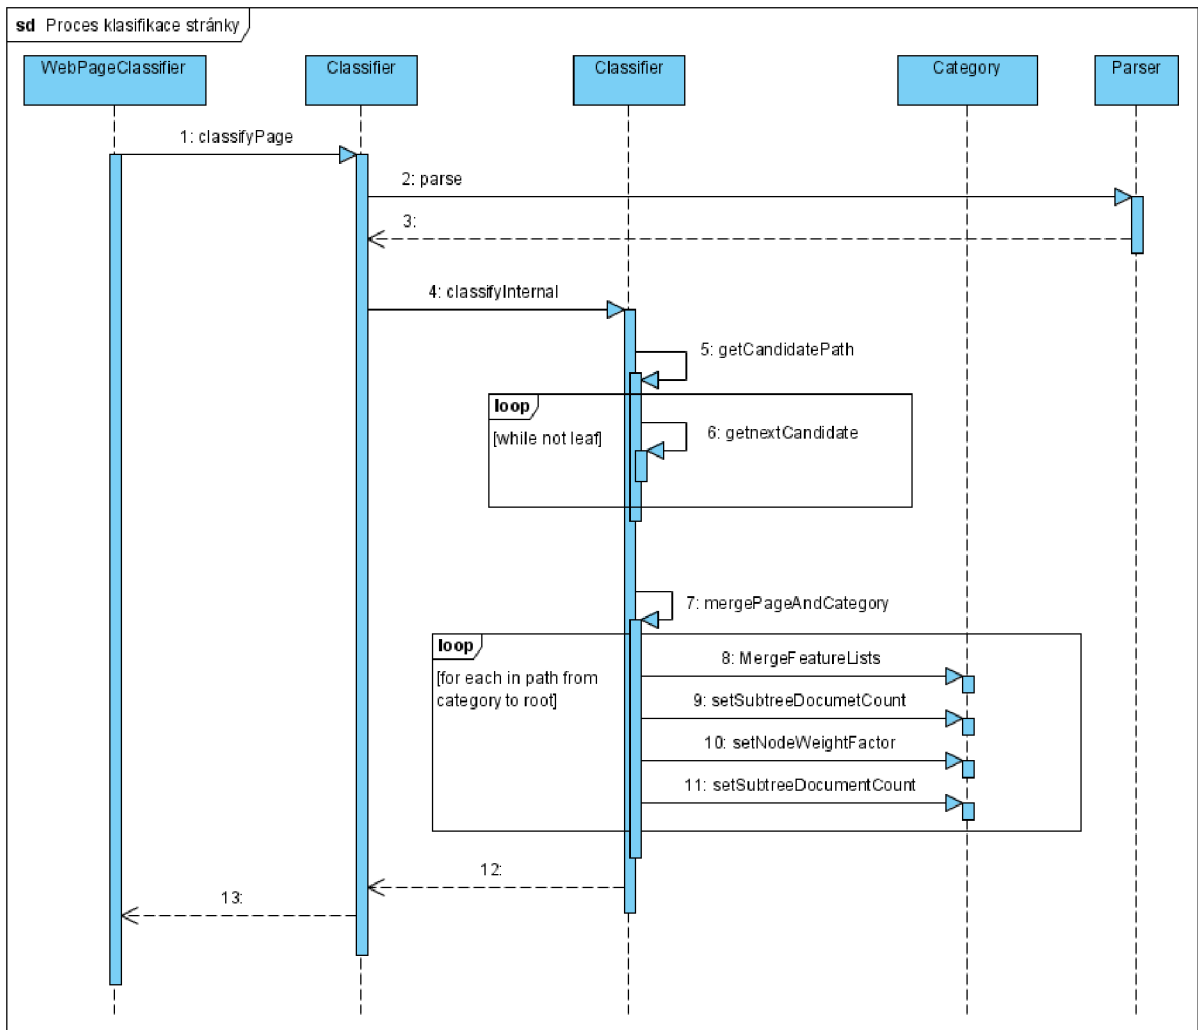 sd Proces klasifikace stránky
WebPageClassifier
Classifier
Classifier
Category
Parser
1: classifyPage
2: parse
3:
4: classifyInternal
5: getCandidatePath
loop
[while not leaf]
6: getnextCandidate
7: mergePageAndCategory
loop
[for each in path from
category to root]
8: MergeFeatureLists
9: setSubtreeDocumetCount
10: setNodeWeightFactor
11: setSubtreeDocumentCount
12:
13: